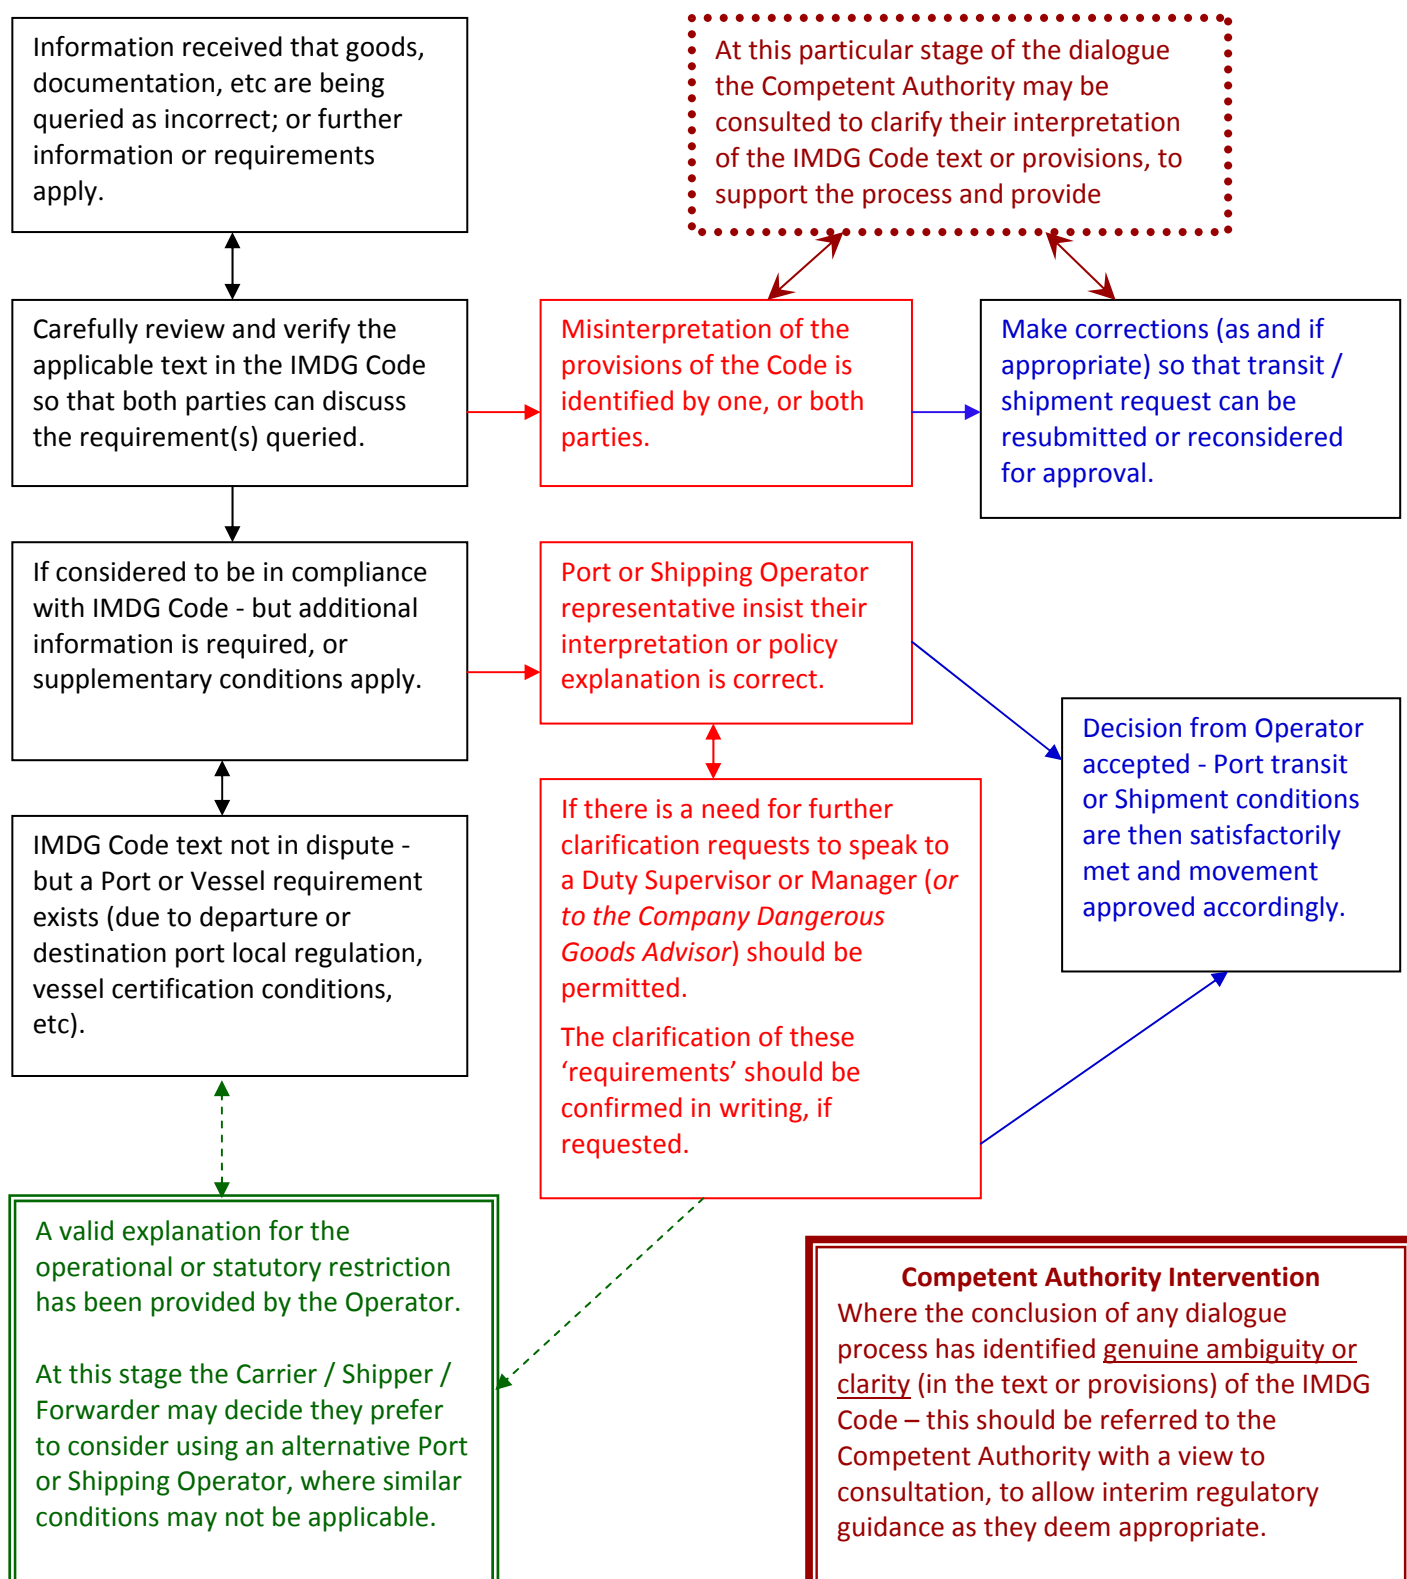 Information received that goods,
documentation, etc are being
queried as incorrect; or further
information or requirements
apply.
At this particular stage of the dialogue
the Competent Authority may be
consulted to clarify their interpretation
of the IMDG Code text or provisions, to
support the process and provide
Carefully review and verify the
applicable text in the IMDG Code
so that both parties can discuss
the requirement(s) queried.
Misinterpretation of the
provisions of the Code is
identified by one, or both
parties.
Make corrections (as and if
appropriate) so that transit /
shipment request can be
resubmitted or reconsidered
for approval.
If considered to be in compliance
with IMDG Code - but additional
information is required, or
supplementary conditions apply.
Port or Shipping Operator
representative insist their
interpretation or policy
explanation is correct.
Decision from Operator
accepted - Port transit
or Shipment conditions
are then satisfactorily
met and movement
approved accordingly.
IMDG Code text not in dispute -
but a Port or Vessel requirement
exists (due to departure or
destination port local regulation,
vessel certification conditions,
etc).
If there is a need for further
clarification requests to speak to
a Duty Supervisor or Manager (or
to the Company Dangerous
Goods Advisor) should be
permitted.
The clarification of these
‘requirements’ should be
confirmed in writing, if
requested.
A valid explanation for the
operational or statutory restriction
has been provided by the Operator.
At this stage the Carrier / Shipper /
Forwarder may decide they prefer
to consider using an alternative Port
or Shipping Operator, where similar
conditions may not be applicable.
Competent Authority Intervention
Where the conclusion of any dialogue
process has identified genuine ambiguity or
clarity (in the text or provisions) of the IMDG
Code – this should be referred to the
Competent Authority with a view to
consultation, to allow interim regulatory
guidance as they deem appropriate.